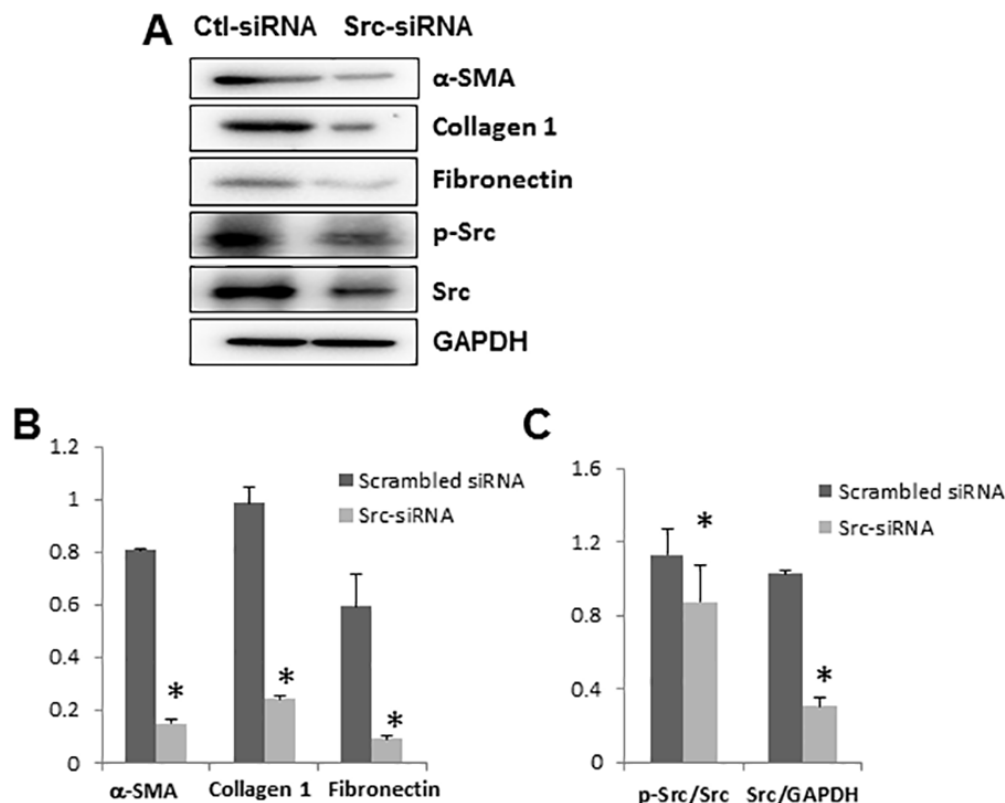 A
Ctl-siRNA Src-siRNA
α-SMA
Collagen 1
Fibronectin
p-Src
Src
GAPDH
B
1.2
1
0.8
0.6
0.4
0.2
0
Scrambled siRNA
Src-siRNA
*
*
*
α-SMA Collagen 1 Fibronectin
C
1.6
1.2
0.8
0.4
0
Scrambled siRNA
Src-siRNA
*
*
p-Src/Src Src/GAPDH